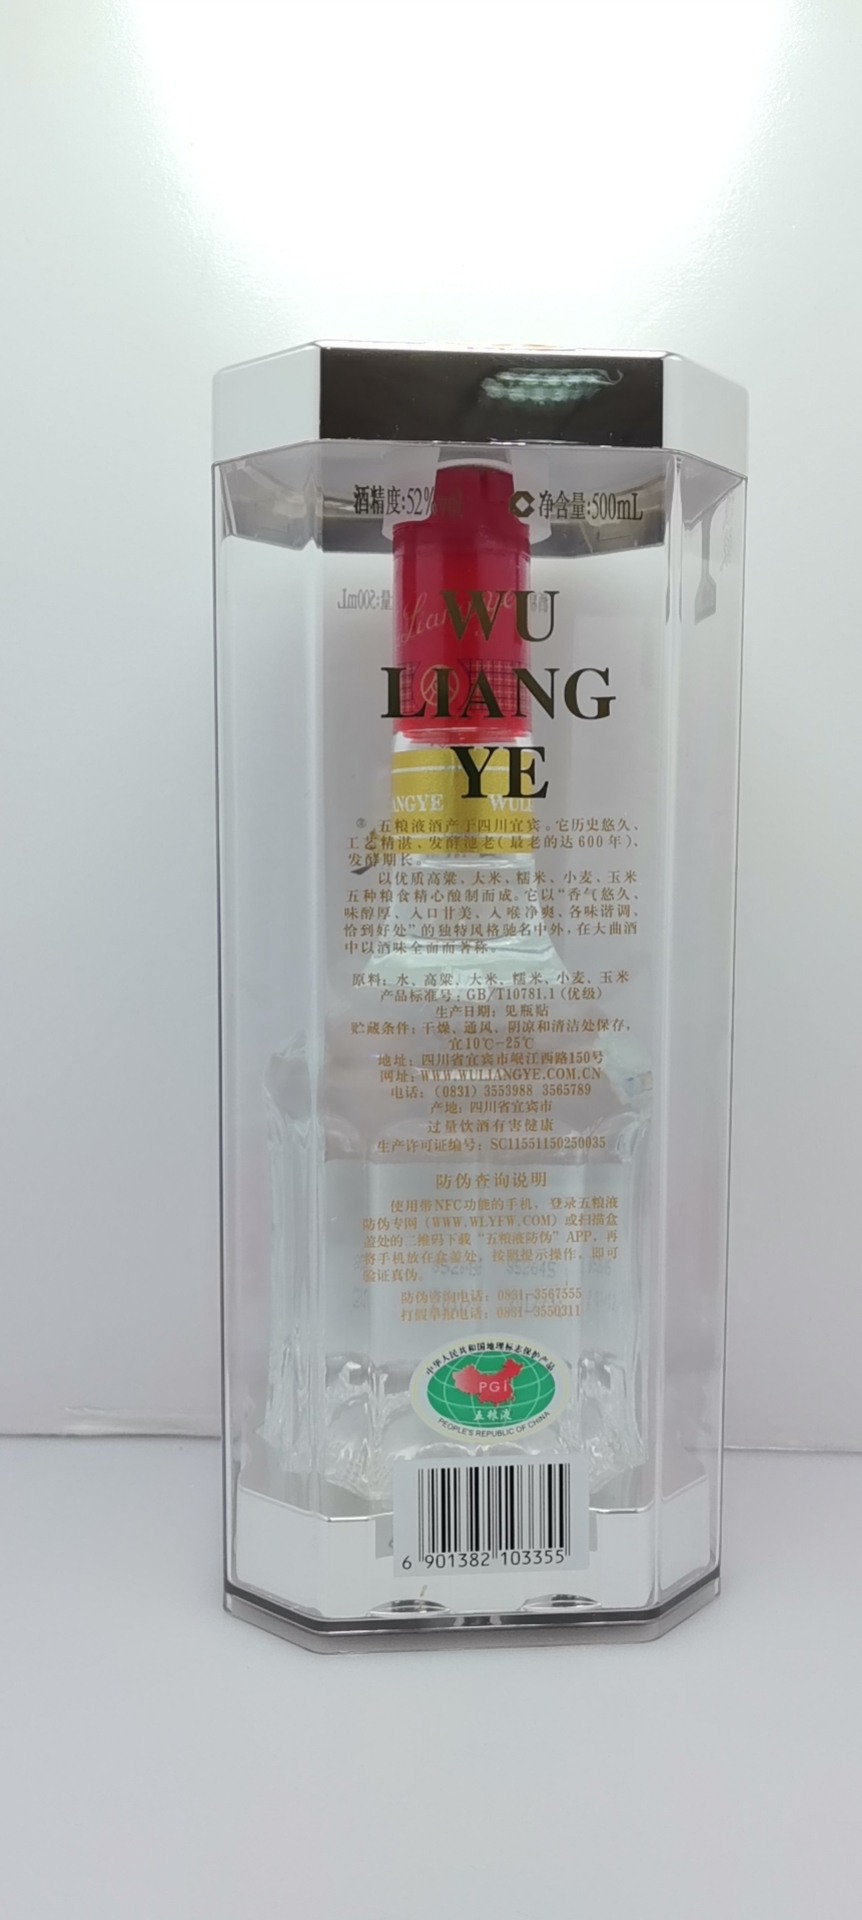 酒精度:52%vol
净含量:500mL
WU
LIANG
YE
ANGYE WULI
五粮液酒产于四川宜宾。它历史悠久、
工艺精湛、发酵池老(最老的达600年)、
发酵期长。
以优质高粱、大米、糯米、小麦、玉米
五种粮食精心酿制而成。它以“香气悠久、
味醇厚、入口甘美、入喉净爽、各味谐调、
恰到好处”的独特风格驰名中外,在大曲酒
中以酒味全面而著称。
原料: 水、高粱、大米、糯米、小麦、玉米
产品标准号: GB/T10781.1(优级)
生产日期: 见瓶贴
贮藏条件: 干燥、通风、阴凉和清洁处保存,
宜10℃-25℃
地址: 四川省宜宾市岷江西路150号
网址: WWW.WULIANGYE.COM.CN
电话: (0831) 3553988 3565789
产地: 四川省宜宾市
过量饮酒有害健康
生产许可证编号: SC11551150250035
防伪查询说明
使用带NFC功能的手机, 登录五粮液
防伪专网 (WWW.WLYFW.COM) 或扫描盒
盖处的二维码下载“五粮液防伪”APP, 再
将手机放在盒盖处, 按照提示操作, 即可
验证真伪。
防伪咨询电话: 0831-3567555
打假举报电话: 0831-3550311
中华人民共和国地理标志保护产品
PGI
五粮液
PEOPLE'S REPUBLIC OF CHINA
6 901382 103355